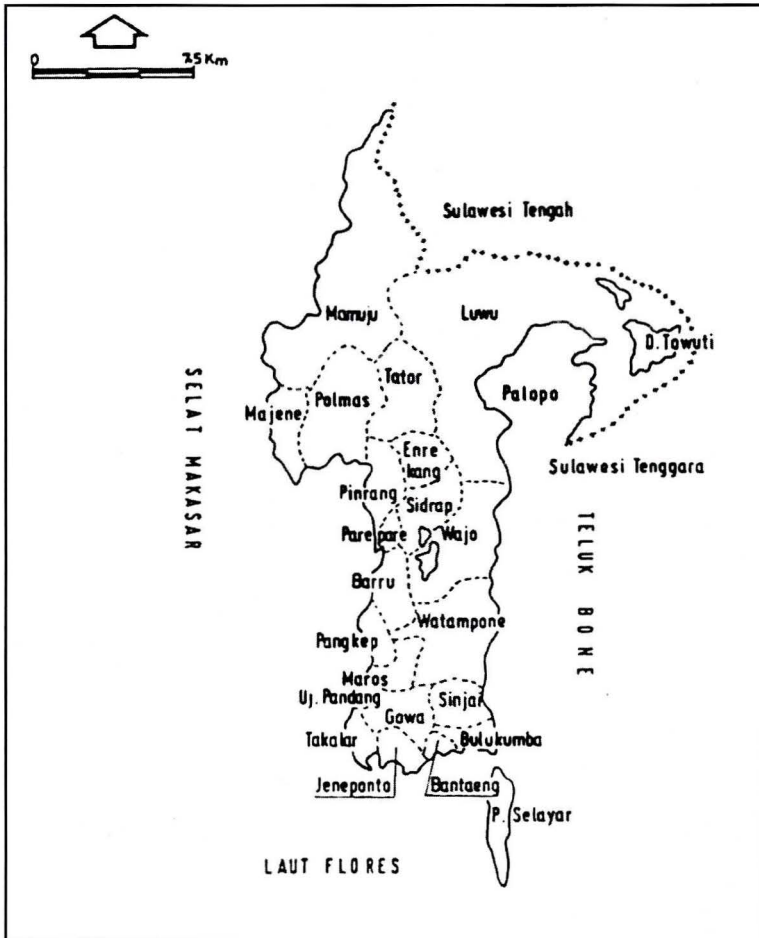 0 75 Km
Sulawesi Tengah
Mamuju
Luwu
D. Towuti
Tator
Palopo
Polmas
Majene
SELAT MAKASAR
Enre
kang
Sulawesi Tenggara
Pinrang
Sidrap
Parepare
Wajo
TELUK BONE
Barru
Watampone
Pangkep
Maros
Uj. Pandang
Sinjai
Gowa
Takalar
Bulukumba
Jeneponto
Bantaeng
P. Selayar
LAUT FLORES